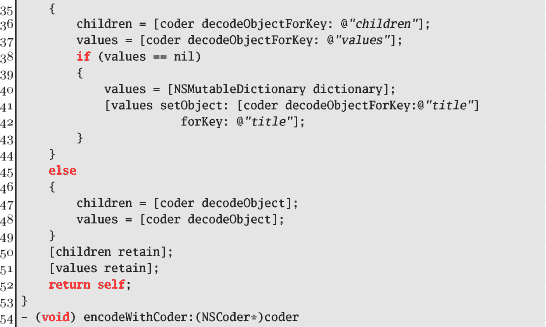 35 {
36 children = [coder decodeObjectForKey: @"children"];
37 values = [coder decodeObjectForKey: @"values"];
38 if (values == nil)
39 {
40 values = [NSMutableDictionary dictionary];
41 [values setObject: [coder decodeObjectForKey:@"title"]
42 forKey: @"title"];
43 }
44 }
45 else
46 {
47 children = [coder decodeObject];
48 values = [coder decodeObject];
49 }
50 [children retain];
51 [values retain];
52 return self;
53 }
54 - (void) encodeWithCoder:(NSCoder*)coder